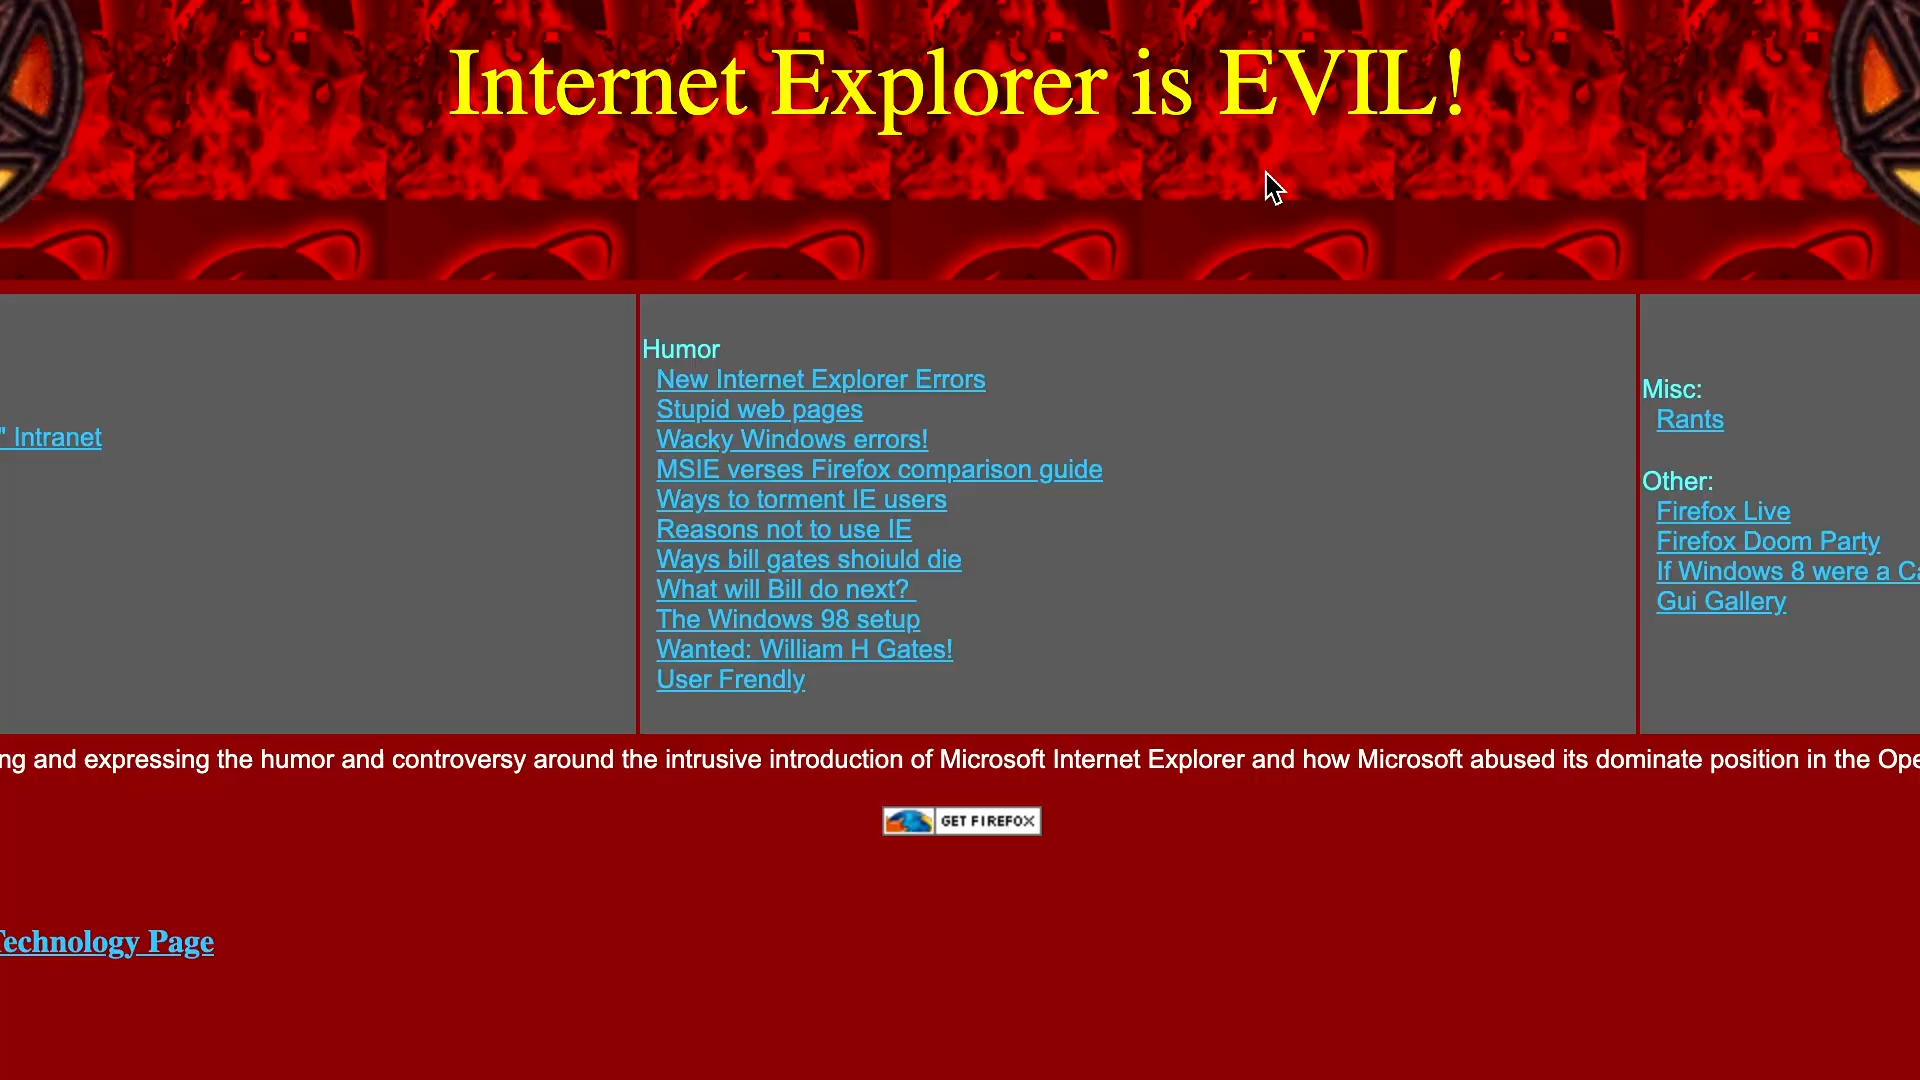 Internet Explorer is EVIL!
" Intranet
Humor
New Internet Explorer Errors
Stupid web pages
Wacky Windows errors!
MSIE verses Firefox comparison guide
Ways to torment IE users
Reasons not to use IE
Ways bill gates shoiuld die
What will Bill do next?
The Windows 98 setup
Wanted: William H Gates!
User Frendly
Misc:
Rants
Other:
Firefox Live
Firefox Doom Party
If Windows 8 were a
Gui Gallery
and expressing the humor and controversy around the intrusive introduction of Microsoft Internet Explorer and how Microsoft abused its dominate position in the
GET FIREFOX
Technology Page